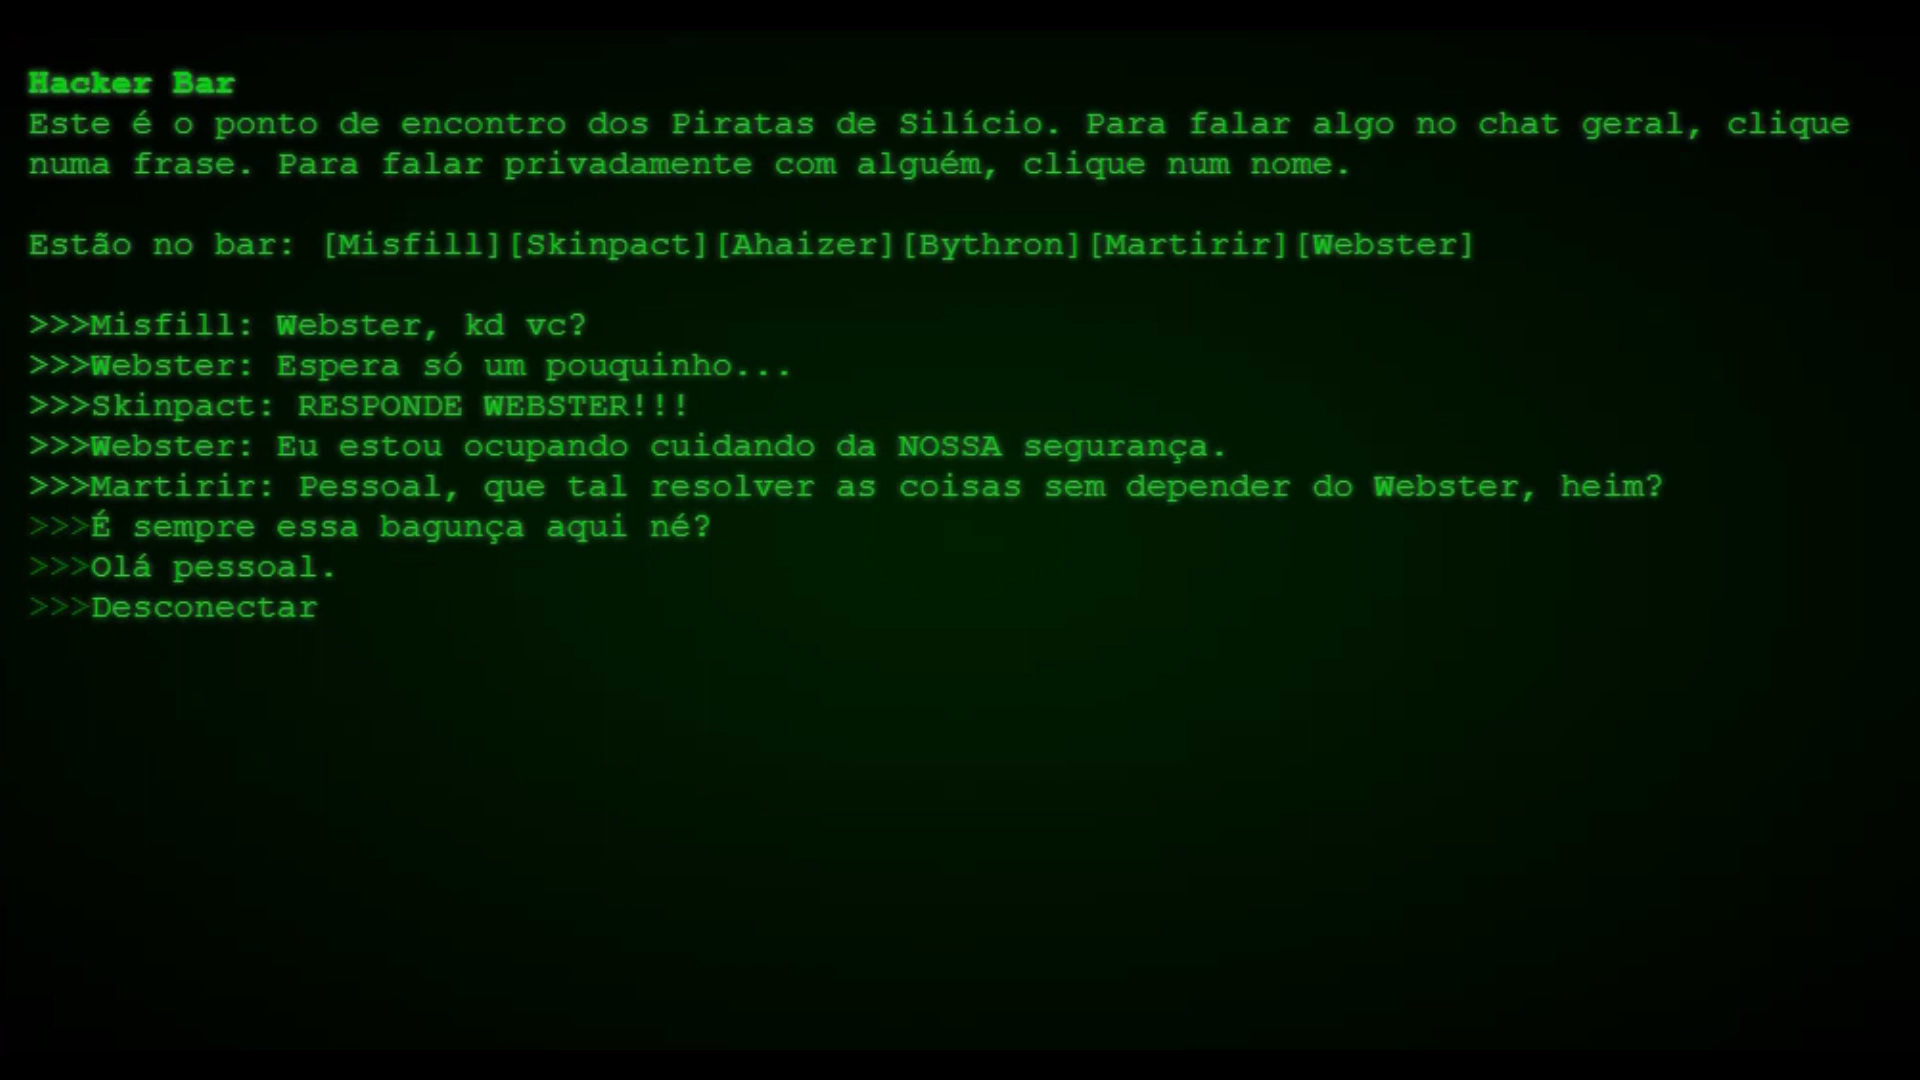 Hacker Bar
Este é o ponto de encontro dos Piratas de Silício. Para falar algo no chat geral, clique
numa frase. Para falar privadamente com alguém, clique num nome.
Estão no bar: [Misfill][Skinpact][Ahaizer][Bythron][Martirir][Webster]
>>>Misfill: Webster, kd vc?
>>>Webster: Espera só um pouquinho...
>>>Skinpact: RESPONDE WEBSTER!!!
>>>Webster: Eu estou ocupando cuidando da NOSSA segurança.
>>>Martirir: Pessoal, que tal resolver as coisas sem depender do Webster, heim?
>>>É sempre essa bagunça aqui né?
>>>Olá pessoal.
>>>Desconectar